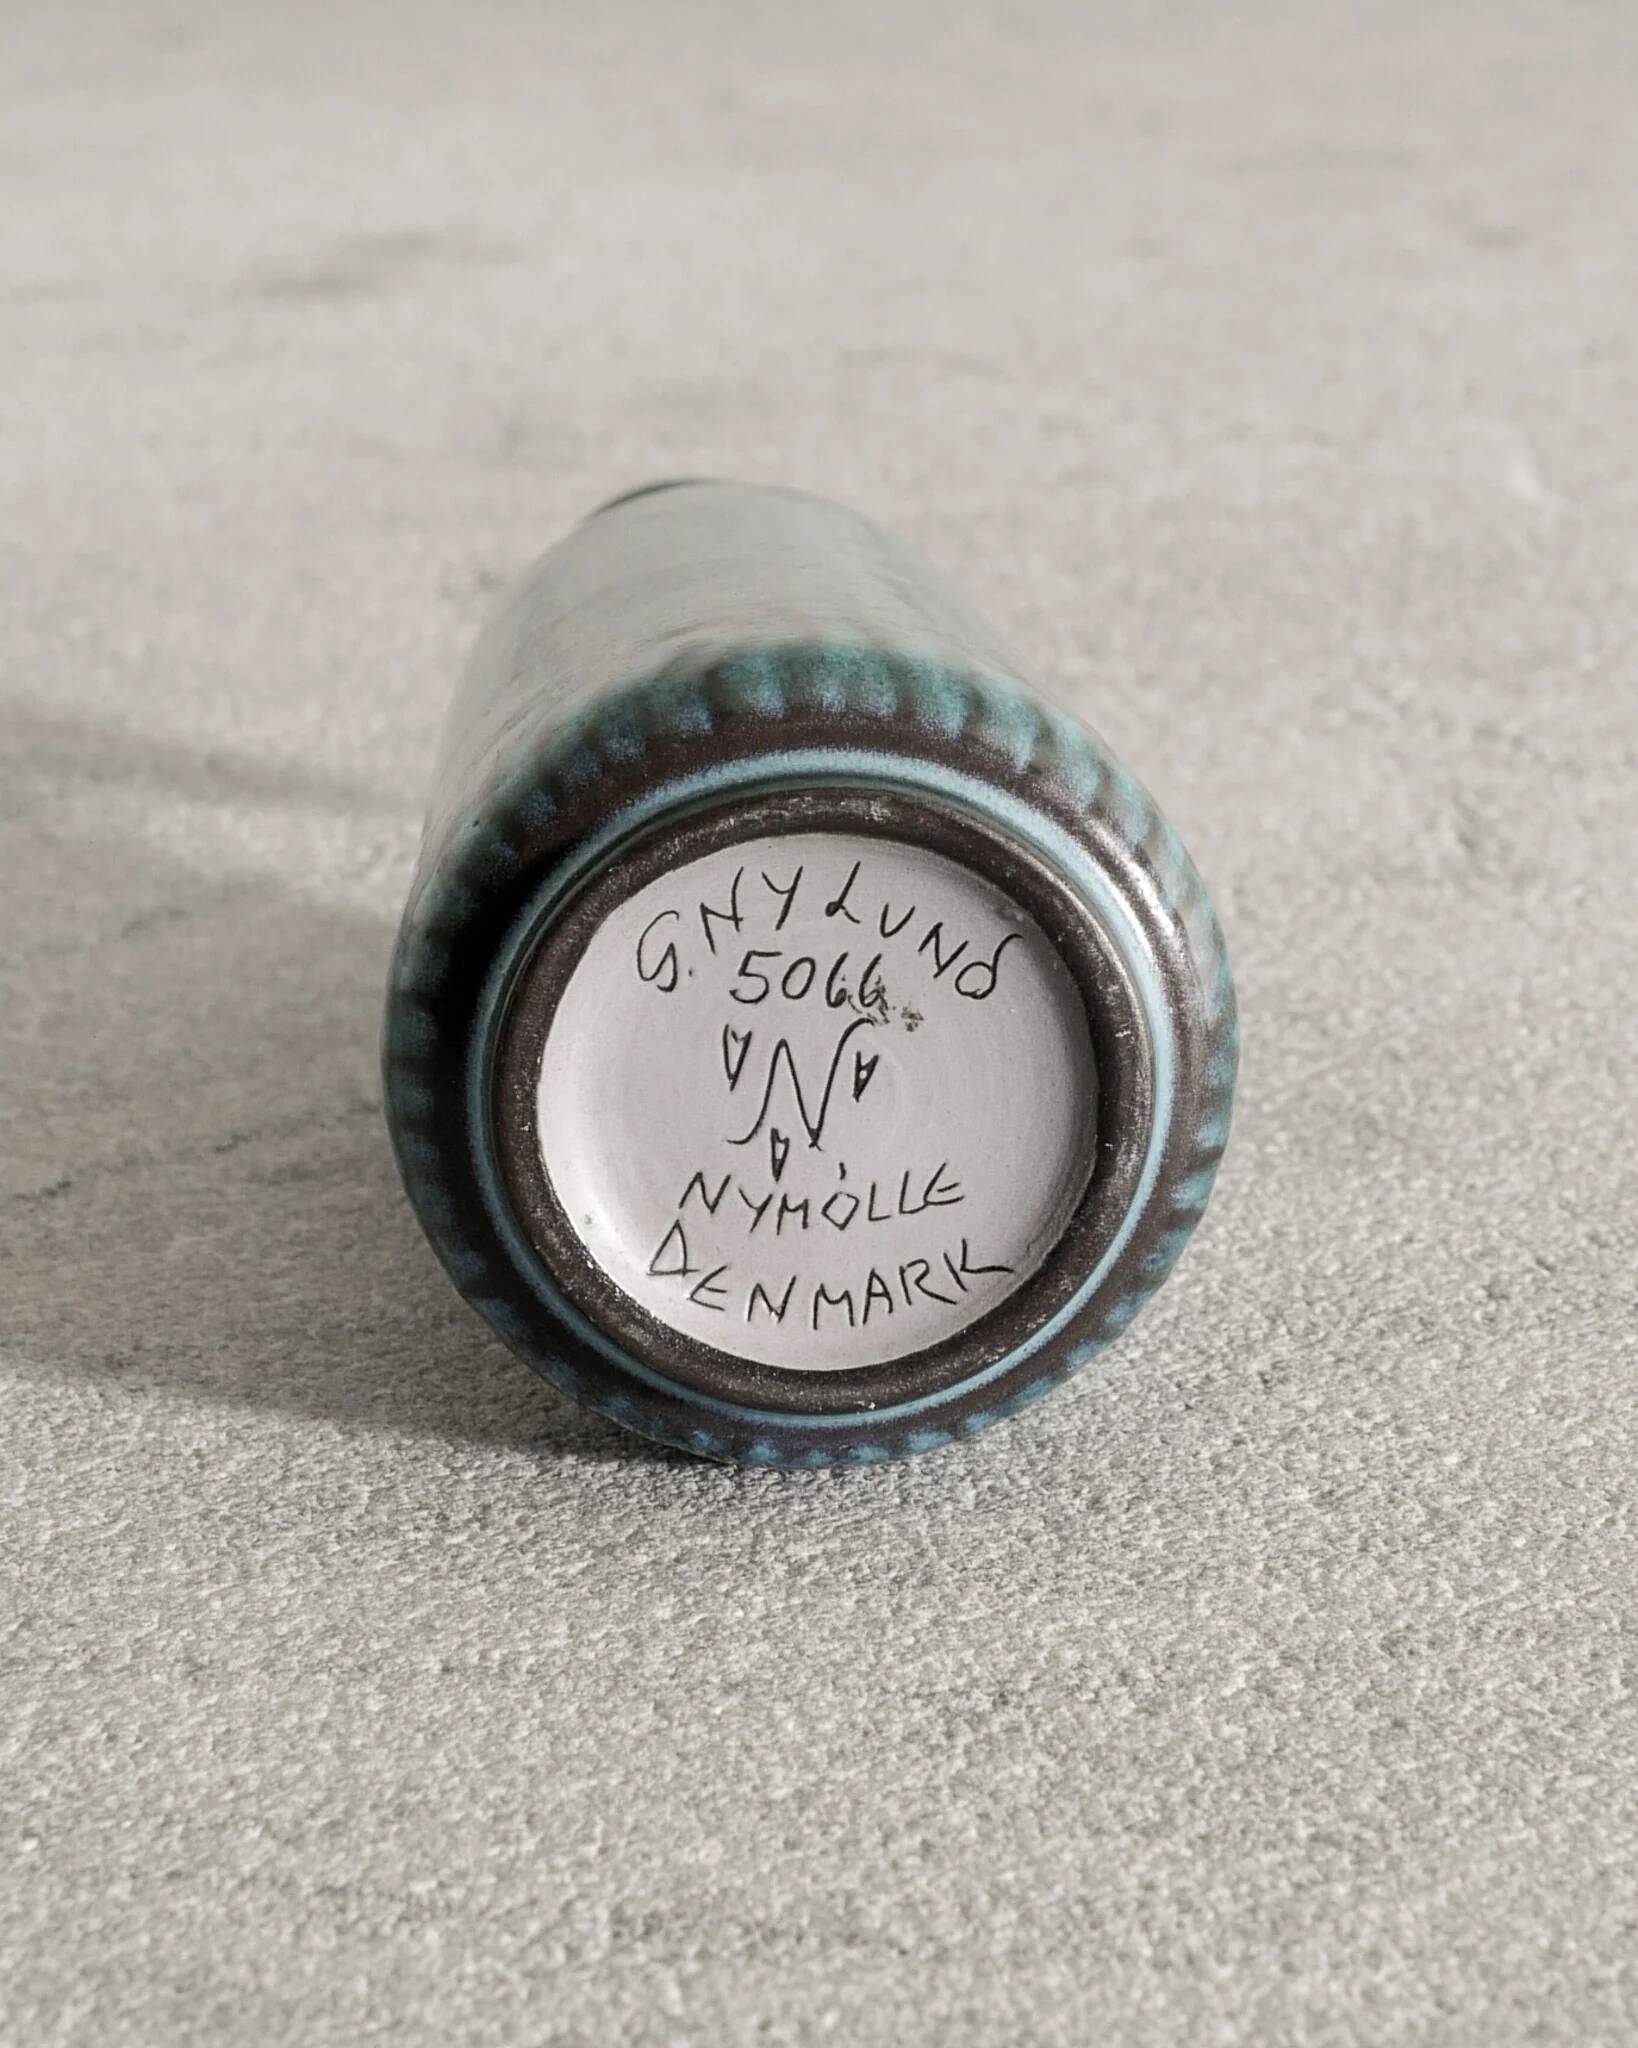 G. NYLUND
5066
N
NYMÖLLE
DENMARK